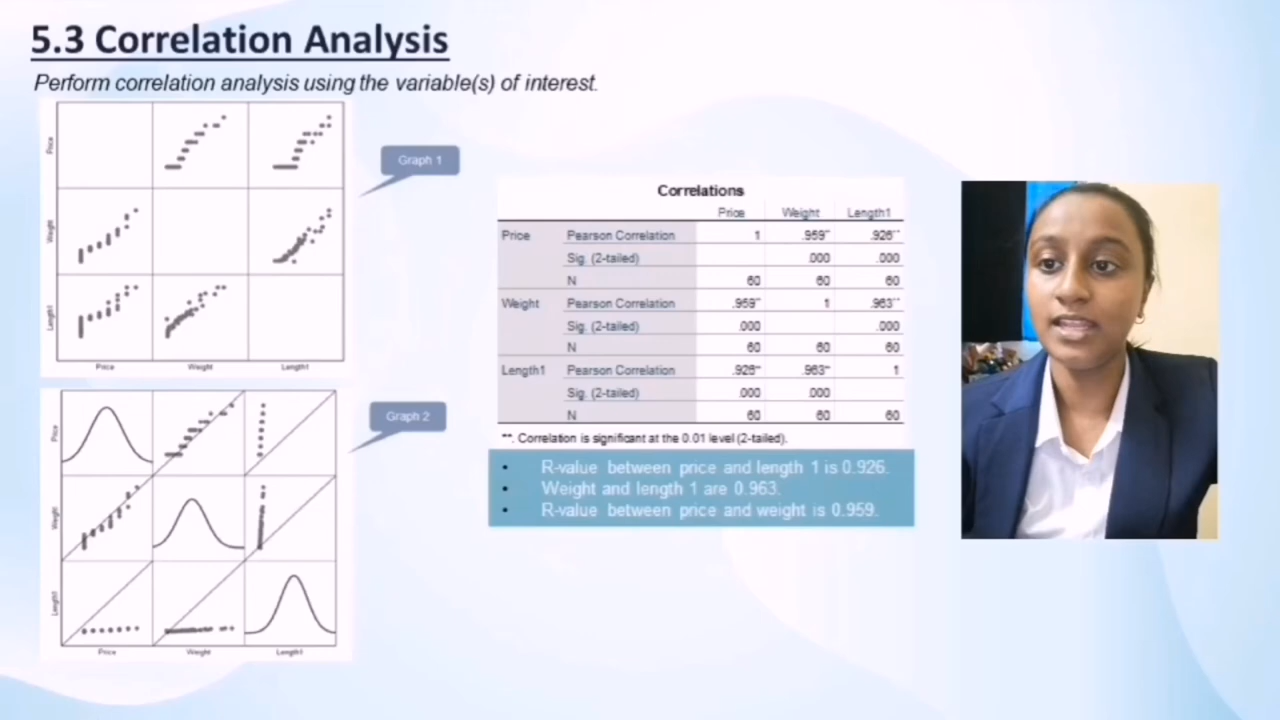 5.3 Correlation Analysis
Perform correlation analysis using the variable(s) of interest.
Price
Weight
Length1
Price Weight Length1
Graph 1
Price
Weight
Length1
Price Weight Length1
Graph 2
Correlations
Price Weight Length1
Price Pearson Correlation 1 .959** .926**
Sig. (2-tailed) .000 .000
N 60 60 60
Weight Pearson Correlation .959** 1 .963**
Sig. (2-tailed) .000 .000
N 60 60 60
Length1 Pearson Correlation .926** .963** 1
Sig. (2-tailed) .000 .000
N 60 60 60
**. Correlation is significant at the 0.01 level (2-tailed).
• R-value between price and length 1 is 0.926.
• Weight and length 1 are 0.963.
• R-value between price and weight is 0.959.